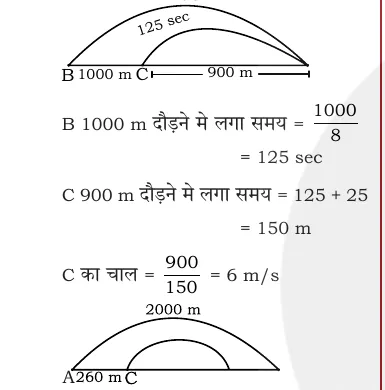 125 sec
B 1000 m C 900 m
B 1000 m दौड़ने मे लगा समय = 1000/8
= 125 sec
C 900 m दौड़ने मे लगा समय = 125 + 25
= 150 m
C का चाल = 900/150 = 6 m/s
2000 m
A 260 m C